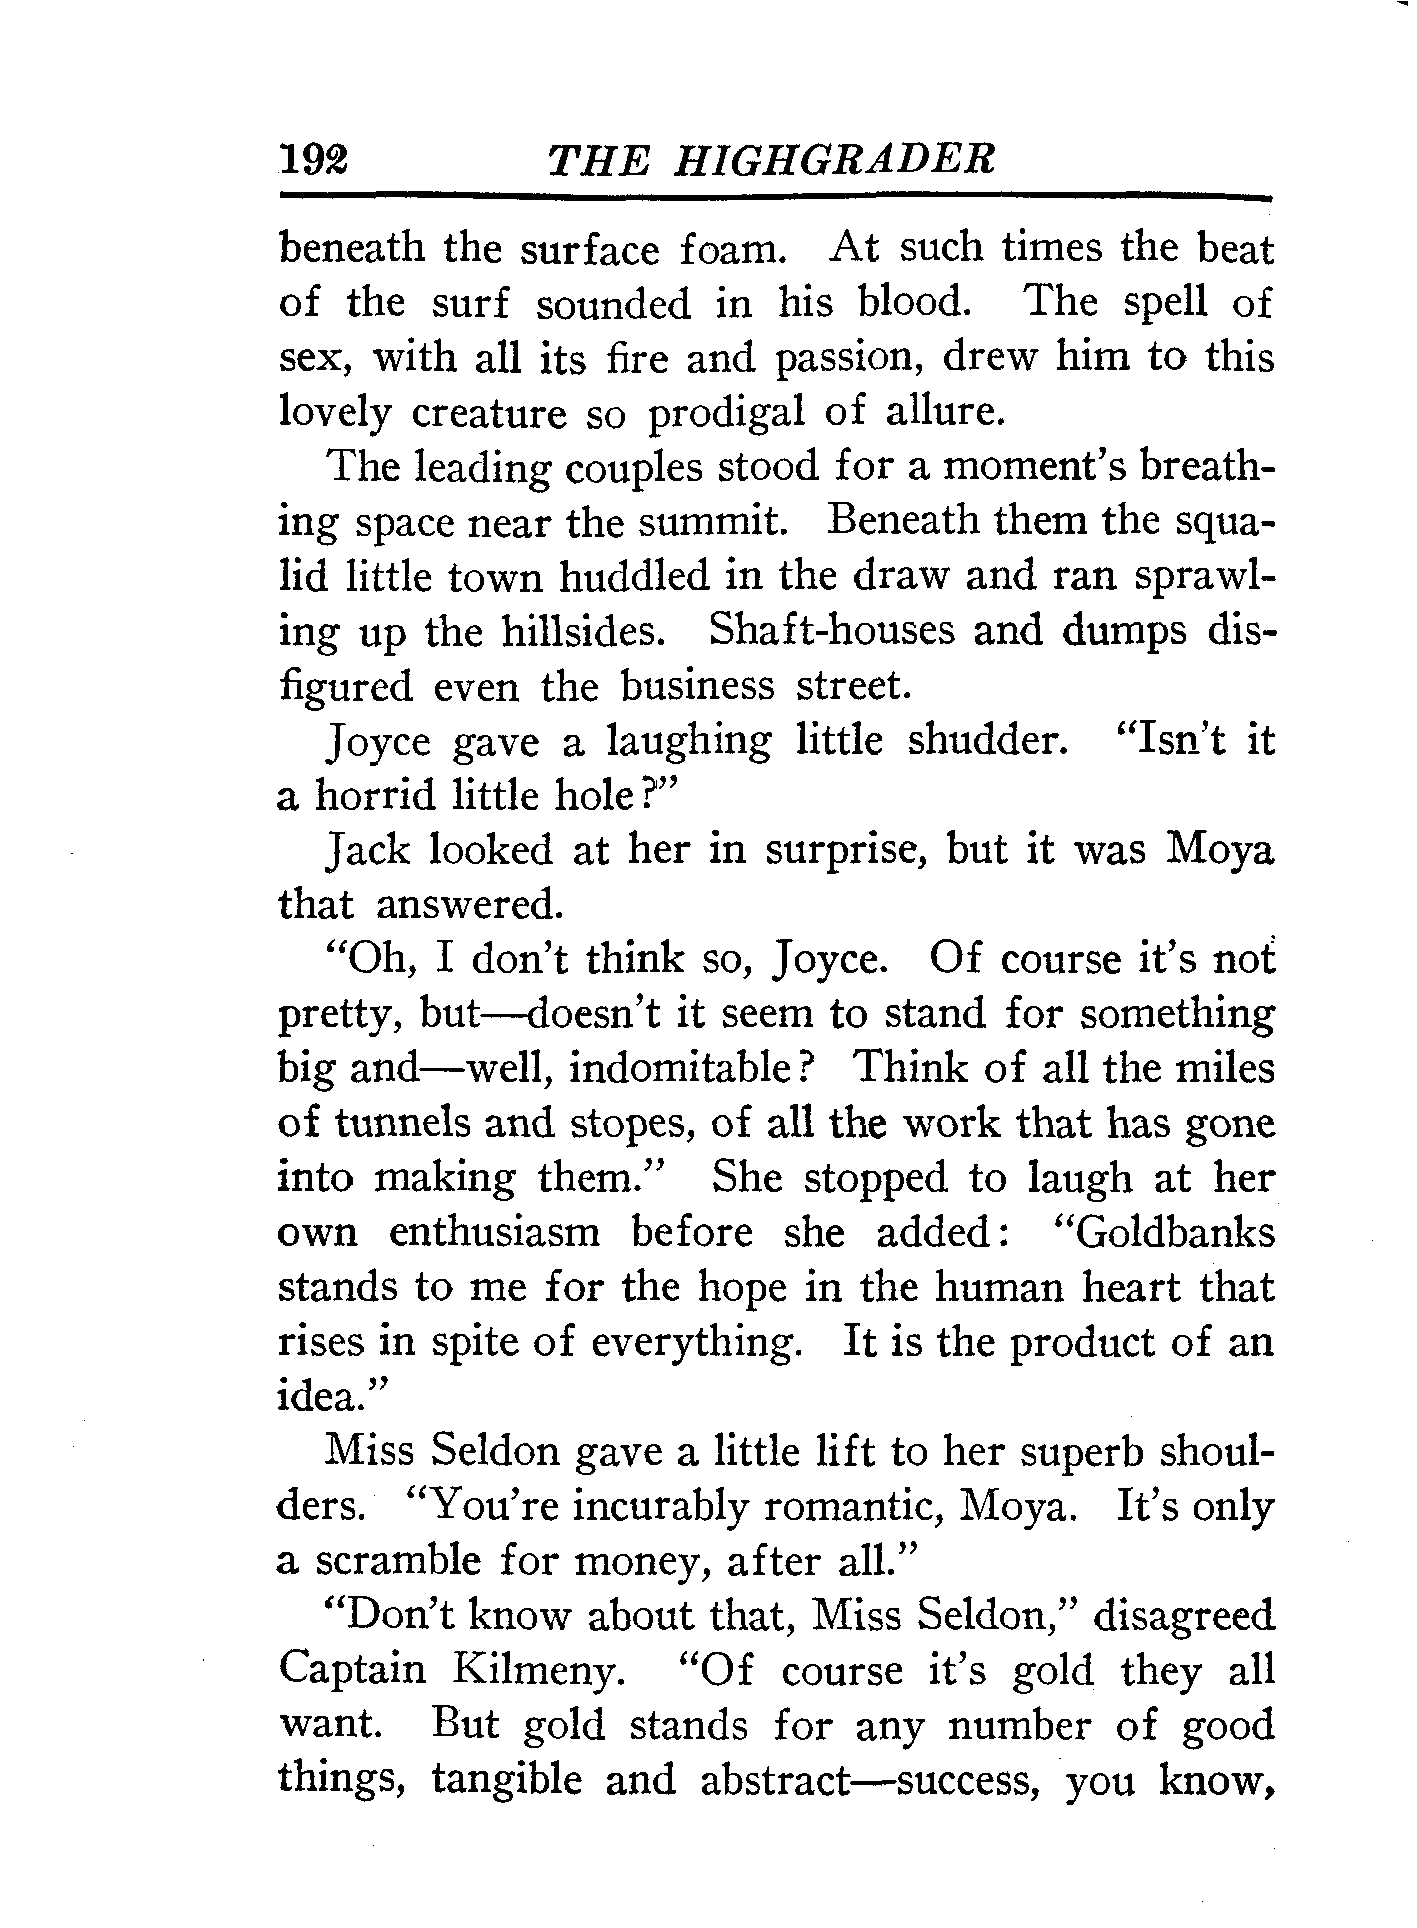 192 THE HIGHGRADER
beneath the surface foam. At such times the beat
of the surf sounded in his blood. The spell of
sex, with all its fire and passion, drew him to this
lovely creature so prodigal of allure.
The leading couples stood for a moment's breath-
ing space near the summit. Beneath them the squa-
lid little town huddled in the draw and ran sprawl-
ing up the hillsides. Shaft-houses and dumps dis-
figured even the business street.
Joyce gave a laughing little shudder. “Isn't it
a horrid little hole?”
Jack looked at her in surprise, but it was Moya
that answered.
“Oh, I don't think so, Joyce. Of course it's not
pretty, but—doesn't it seem to stand for something
big and—well, indomitable? Think of all the miles
of tunnels and stopes, of all the work that has gone
into making them.” She stopped to laugh at her
own enthusiasm before she added: “Goldbanks
stands to me for the hope in the human heart that
rises in spite of everything. It is the product of an
idea.”
Miss Seldon gave a little lift to her superb shoul-
ders. “You're incurably romantic, Moya. It's only
a scramble for money, after all.”
“Don't know about that, Miss Seldon,” disagreed
Captain Kilmeny. “Of course it's gold they all
want. But gold stands for any number of good
things, tangible and abstract—success, you know,